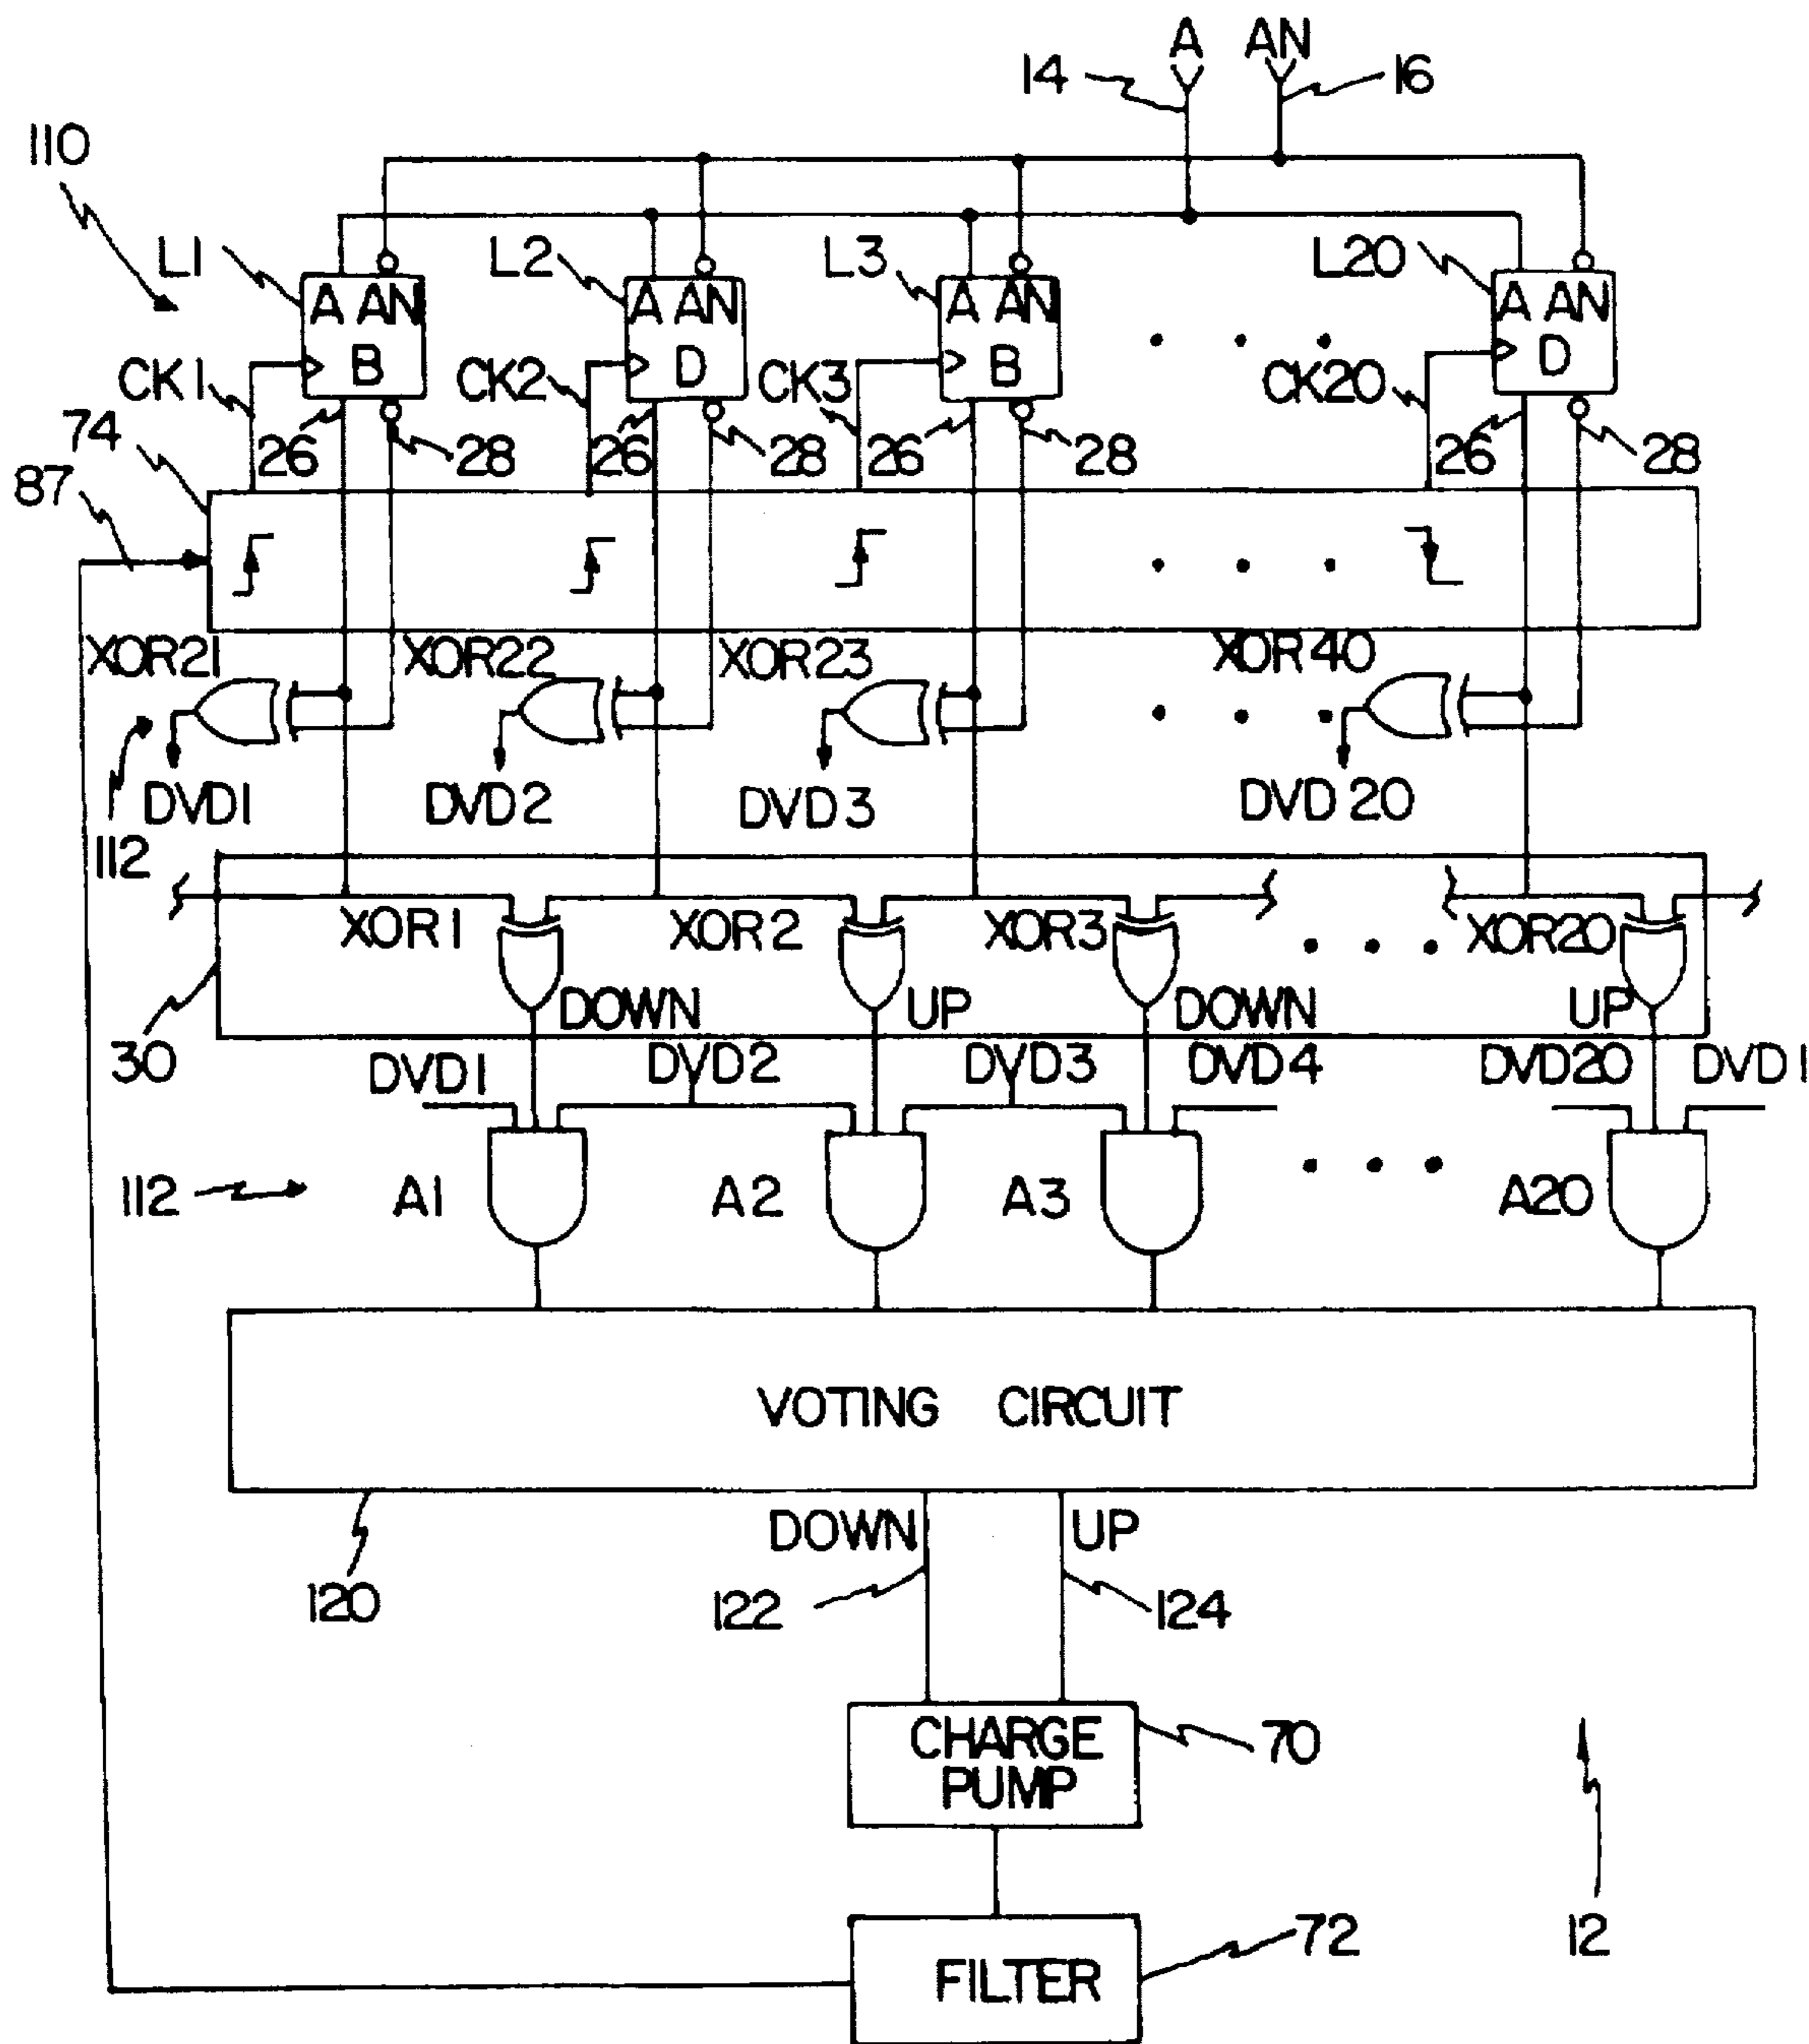 A AN
14 16
110
L1 L2 L3 L20
A AN A AN A AN A AN
B D B D
CK1 CK2 CK3 CK20
74 26 28 26 28 26 28 26 28
87
XOR21 XOR22 XOR23 XOR40
DVD1 DVD2 DVD3 DVD20
112
XOR1 XOR2 XOR3 XOR20
DOWN UP DOWN UP
30
DVD1 DVD2 DVD3 DVD4 DVD20 DVD1
112 A1 A2 A3 A20
VOTING CIRCUIT
DOWN UP
120 122 124
CHARGE
PUMP
70
FILTER
72
12